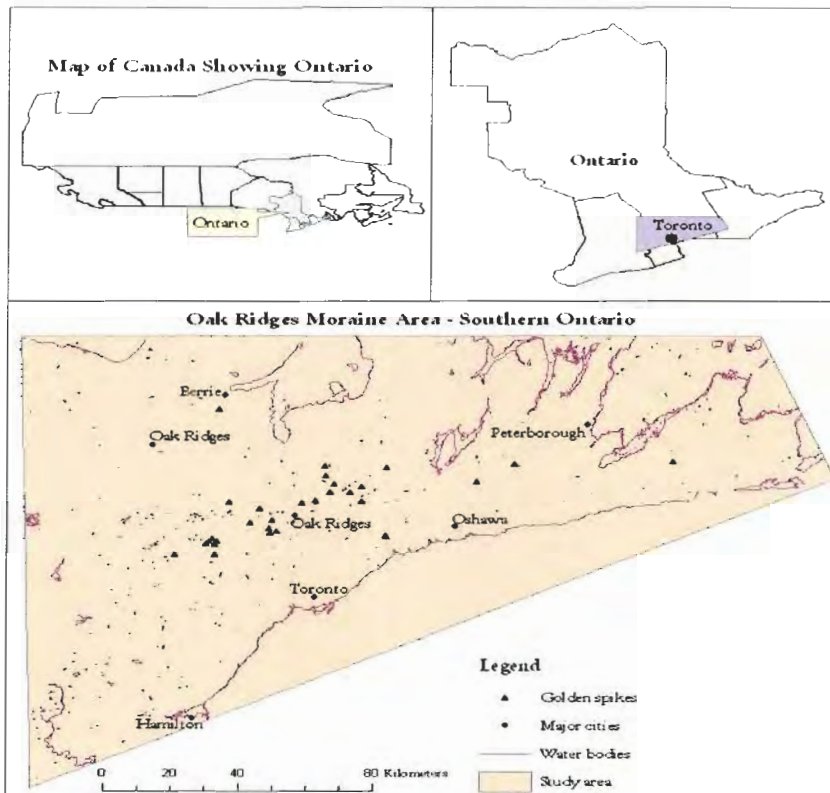 Map of Canada Showing Ontario
Ontario
Ontario
Toronto
Oak Ridges Moraine Area - Southern Ontario
Berrie
Oak Ridges
Peterborough
Oak Ridges
Oshawa
Toronto
Hamilton
Legend
Golden spikes
Major cities
Water bodies
Study area
0 20 40 80 Kilometers